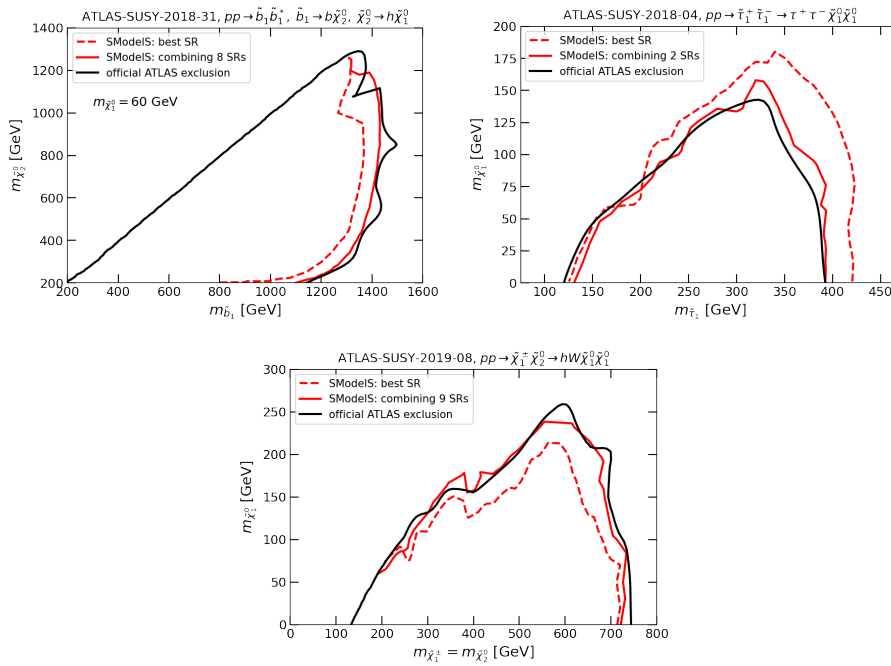 ATLAS-SUSY-2018-31, pp → b̃₁b̃₁*, b̃₁ → bχ̃₂⁰, χ̃₂⁰ → hχ̃₁⁰
SModelS: best SR
SModelS: combining 8 SRs
official ATLAS exclusion
m_χ̃₁⁰ = 60 GeV
m_χ̃₂⁰ [GeV]
1400
1200
1000
800
600
400
200
200 400 600 800 1000 1200 1400 1600
m_b̃₁ [GeV]
ATLAS-SUSY-2018-04, pp → τ̃₁⁺τ̃₁⁻ → τ⁺τ⁻χ̃₁⁰χ̃₁⁰
SModelS: best SR
SModelS: combining 2 SRs
official ATLAS exclusion
m_χ̃₁⁰ [GeV]
200
175
150
125
100
75
50
25
0
100 150 200 250 300 350 400 450
m_τ̃₁ [GeV]
ATLAS-SUSY-2019-08, pp → χ̃₁±χ̃₂⁰ → hWχ̃₁⁰χ̃₁⁰
SModelS: best SR
SModelS: combining 9 SRs
official ATLAS exclusion
m_χ̃₁⁰ [GeV]
300
250
200
150
100
50
0
0 100 200 300 400 500 600 700 800
m_χ̃₁± = m_χ̃₂⁰ [GeV]